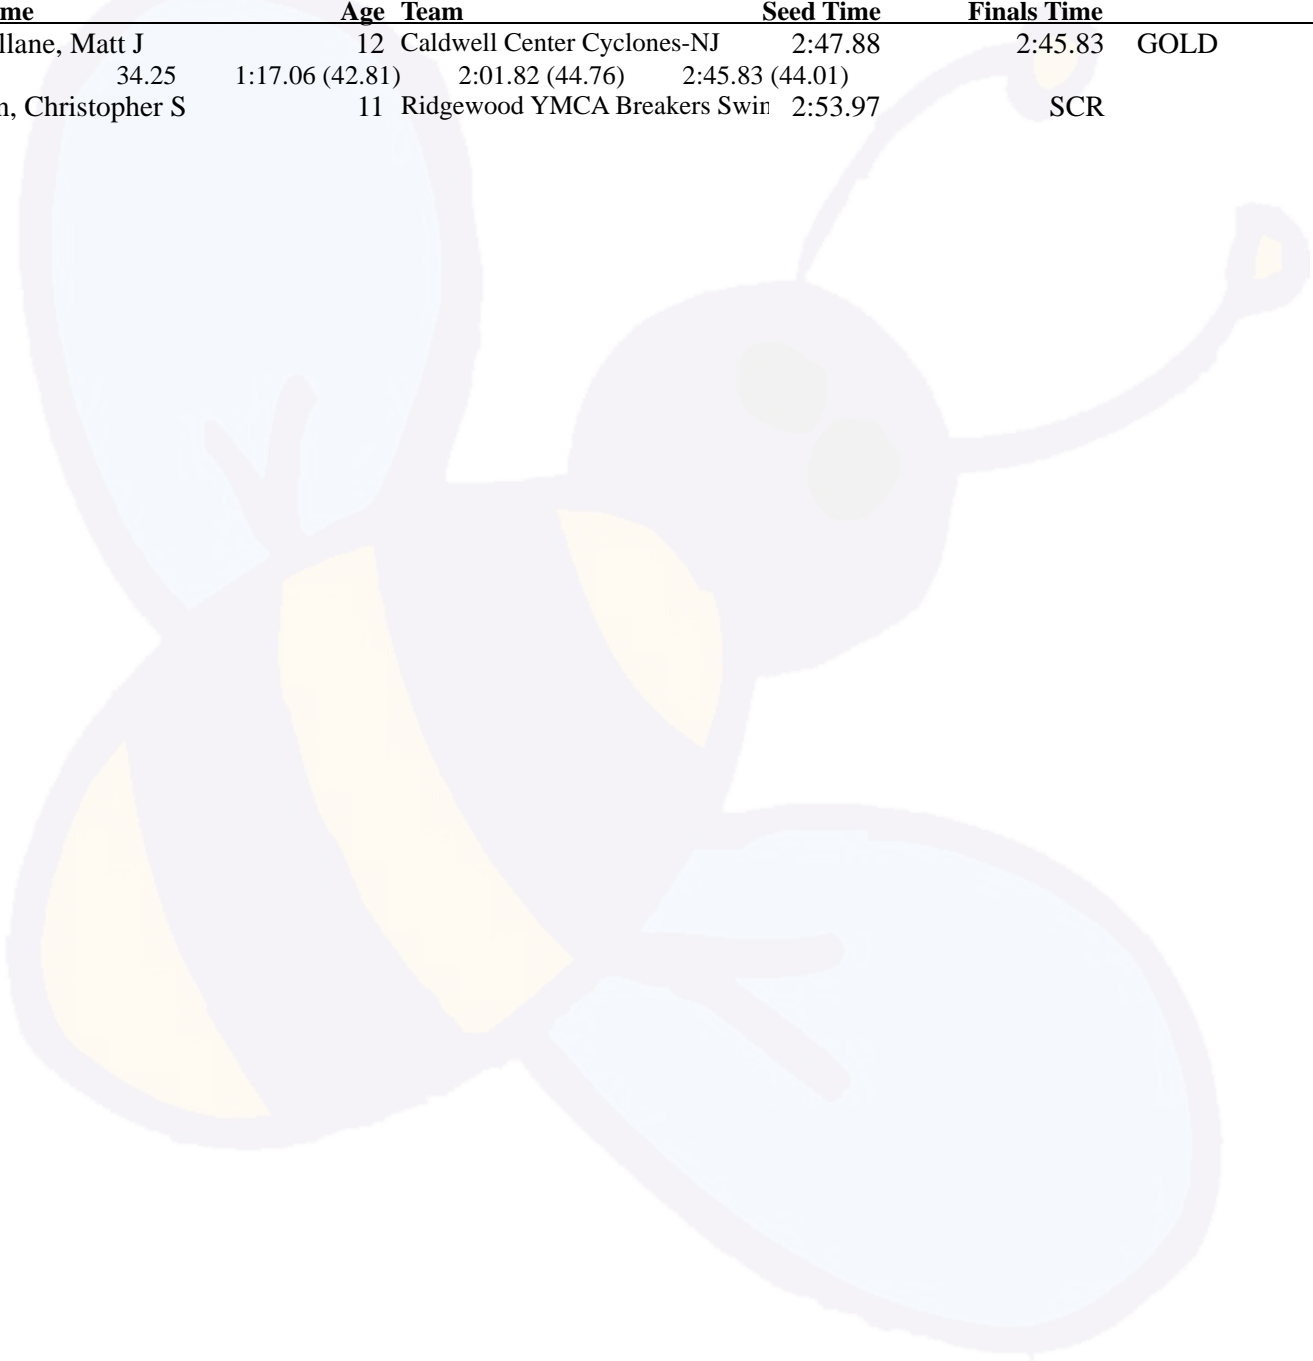 me Age Team Seed Time Finals Time
llane, Matt J 12 Caldwell Center Cyclones-NJ 2:47.88 2:45.83 GOLD
34.25 1:17.06 (42.81) 2:01.82 (44.76) 2:45.83 (44.01)
, Christopher S 11 Ridgewood YMCA Breakers Swin 2:53.97 SCR